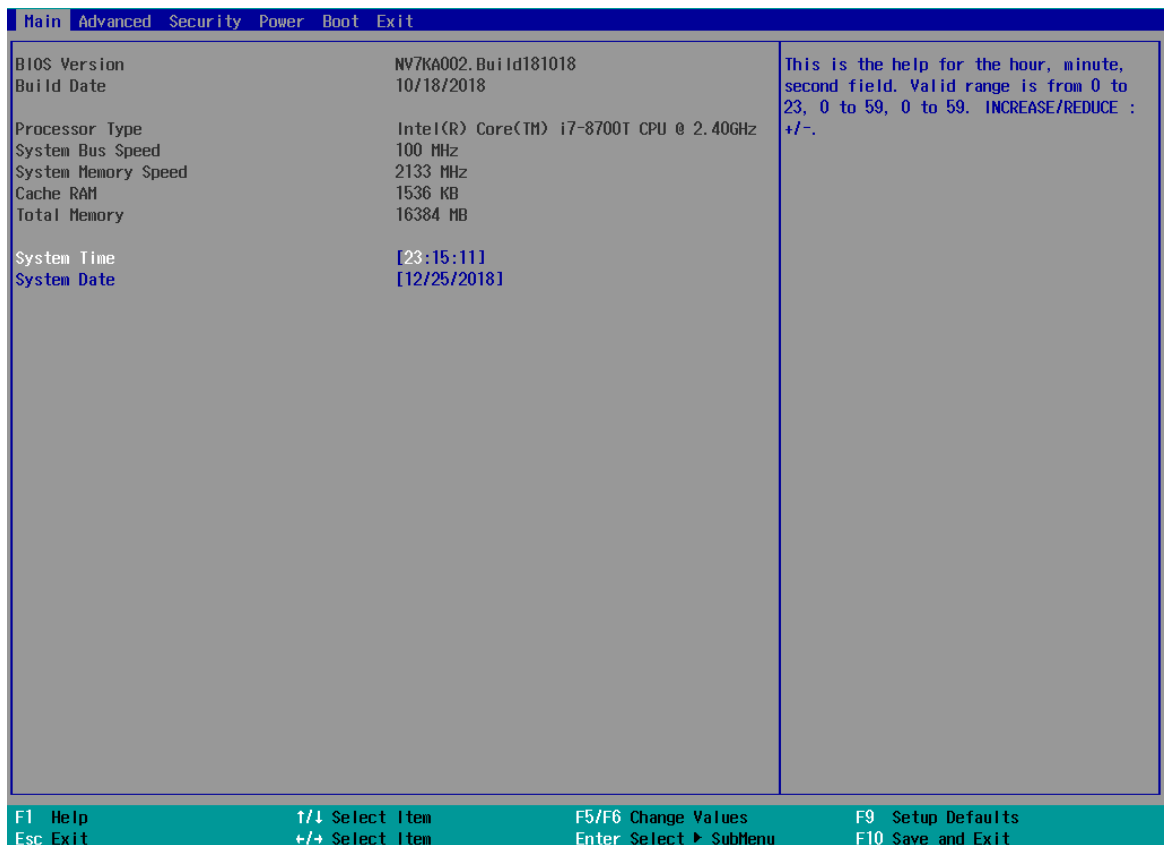 Main Advanced Security Power Boot Exit
BIOS Version NV7KA002.Build181018
Build Date 10/18/2018
Processor Type Intel(R) Core(TM) i7-8700T CPU @ 2.40GHz
System Bus Speed 100 MHz
System Memory Speed 2133 MHz
Cache RAM 1536 KB
Total Memory 16384 MB
System Time [23:15:11]
System Date [12/25/2018]
This is the help for the hour, minute,
second field. Valid range is from 0 to
23, 0 to 59, 0 to 59. INCREASE/REDUCE :
+/-.
F1 Help ↑/↓ Select Item F5/F6 Change Values F9 Setup Defaults
Esc Exit ←/→ Select Item Enter Select ▶ SubMenu F10 Save and Exit